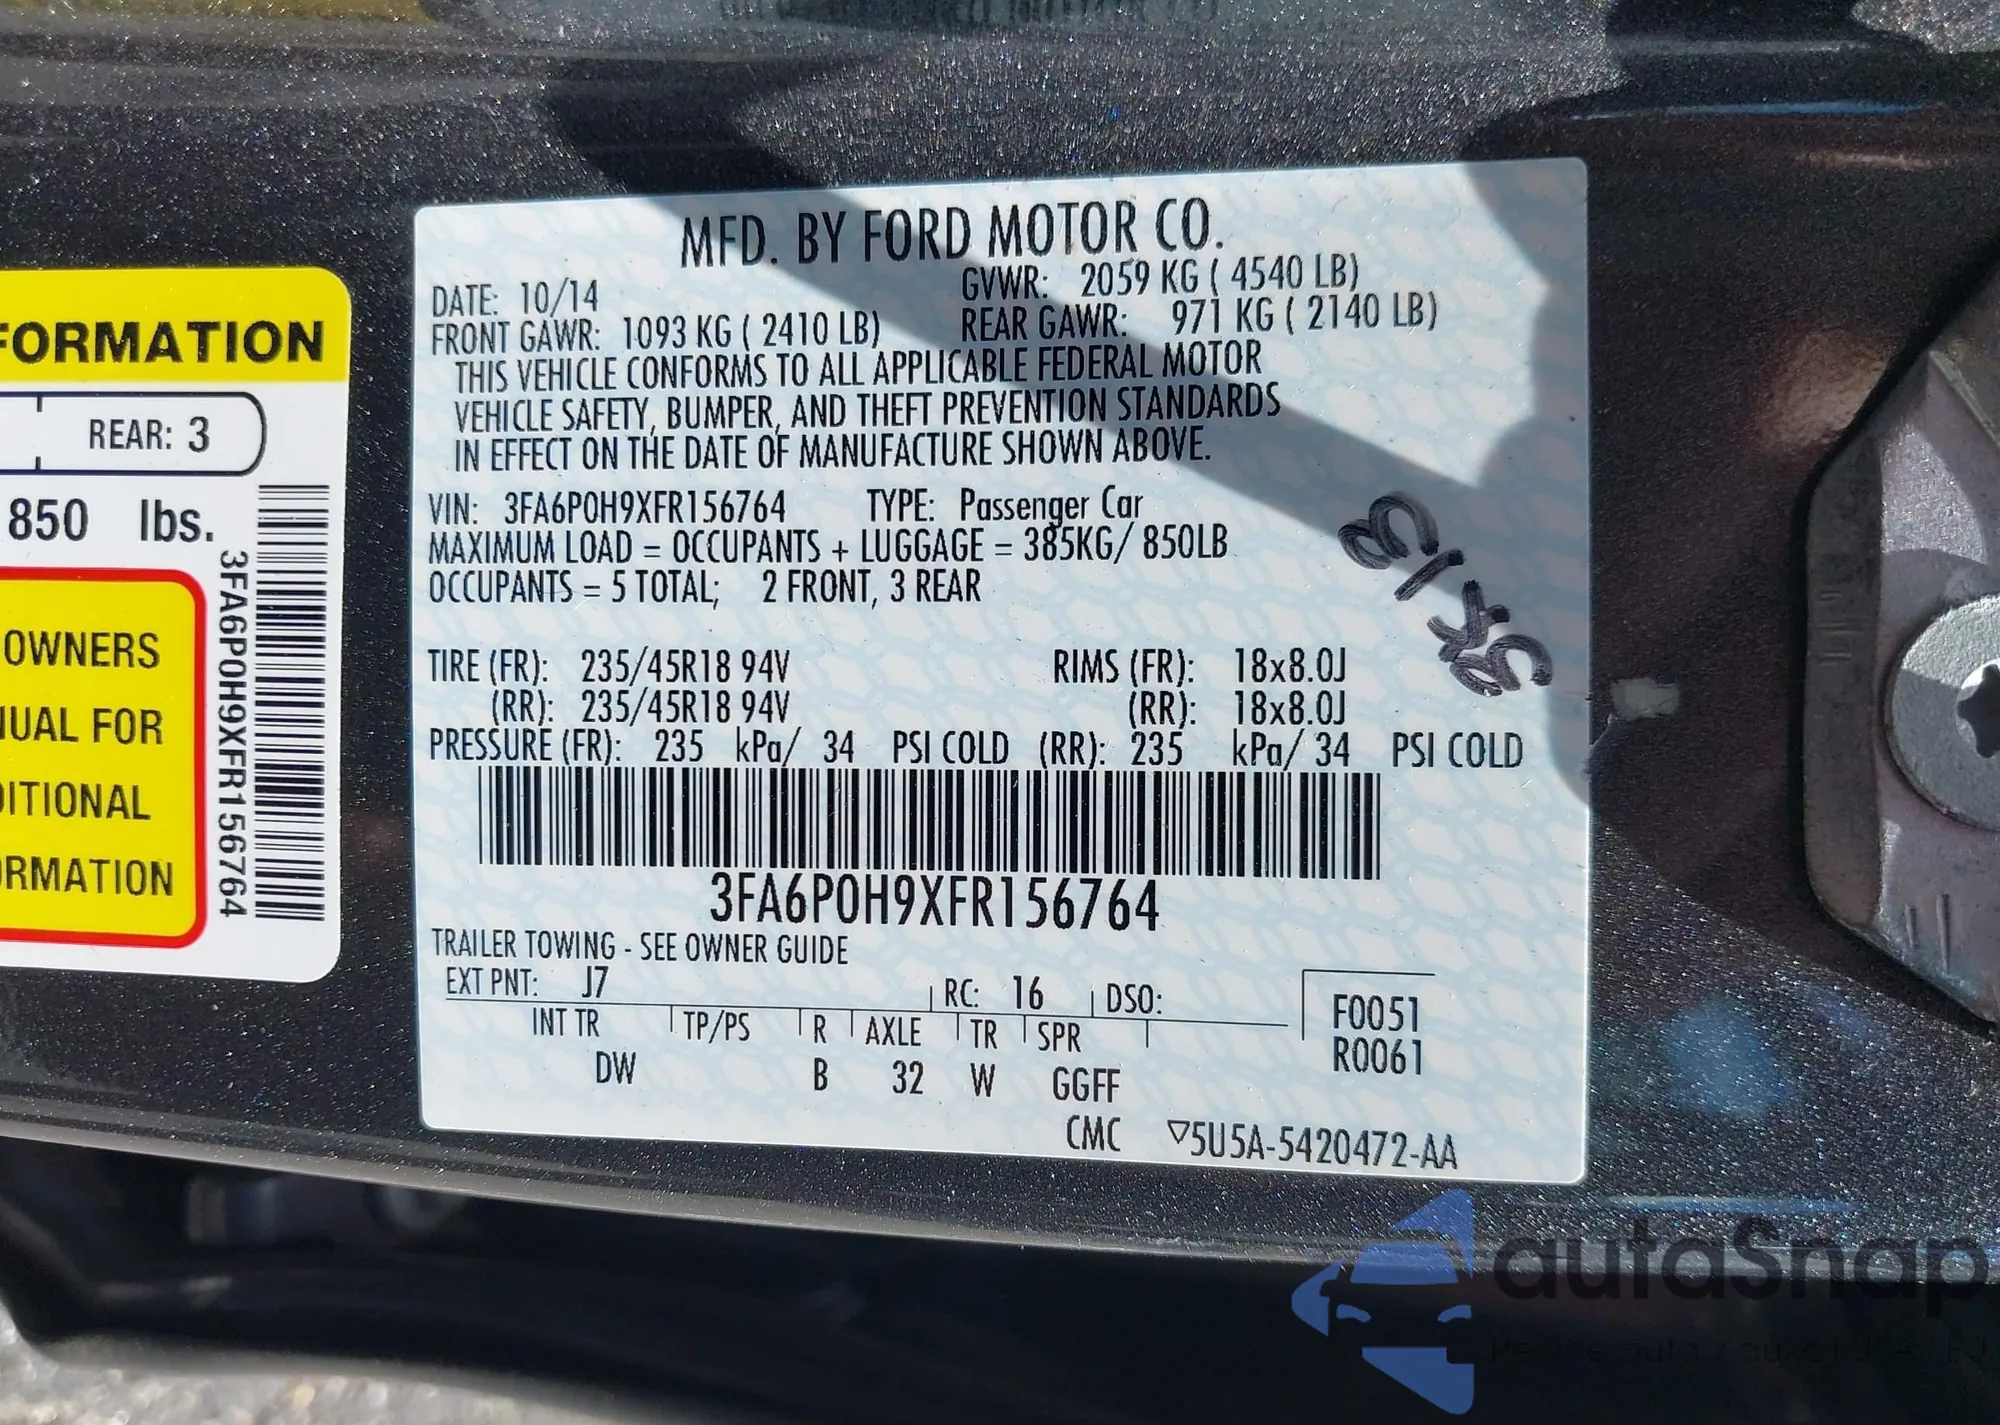 FORMATION
REAR: 3
850 lbs.
3FA6P0H9XFR156764
OWNERS
NUAL FOR
DITIONAL
ORMATION
MFD. BY FORD MOTOR CO.
DATE: 10/14 GVWR: 2059 KG ( 4540 LB)
FRONT GAWR: 1093 KG ( 2410 LB) REAR GAWR: 971 KG ( 2140 LB)
THIS VEHICLE CONFORMS TO ALL APPLICABLE FEDERAL MOTOR
VEHICLE SAFETY, BUMPER, AND THEFT PREVENTION STANDARDS
IN EFFECT ON THE DATE OF MANUFACTURE SHOWN ABOVE.
VIN: 3FA6P0H9XFR156764 TYPE: Passenger Car
MAXIMUM LOAD = OCCUPANTS + LUGGAGE = 385KG/ 850LB
OCCUPANTS = 5 TOTAL; 2 FRONT, 3 REAR
TIRE (FR): 235/45R18 94V RIMS (FR): 18x8.0J
(RR): 235/45R18 94V (RR): 18x8.0J
PRESSURE (FR): 235 kPa/ 34 PSI COLD (RR): 235 kPa/ 34 PSI COLD
3FA6P0H9XFR156764
TRAILER TOWING - SEE OWNER GUIDE
EXT PNT: J7 RC: 16 DSO:
F0051
R0061
INT TR TP/PS R AXLE TR SPR
DW B 32 W GGFF
CMC ▽5U5A-5420472-AA
autaSnap